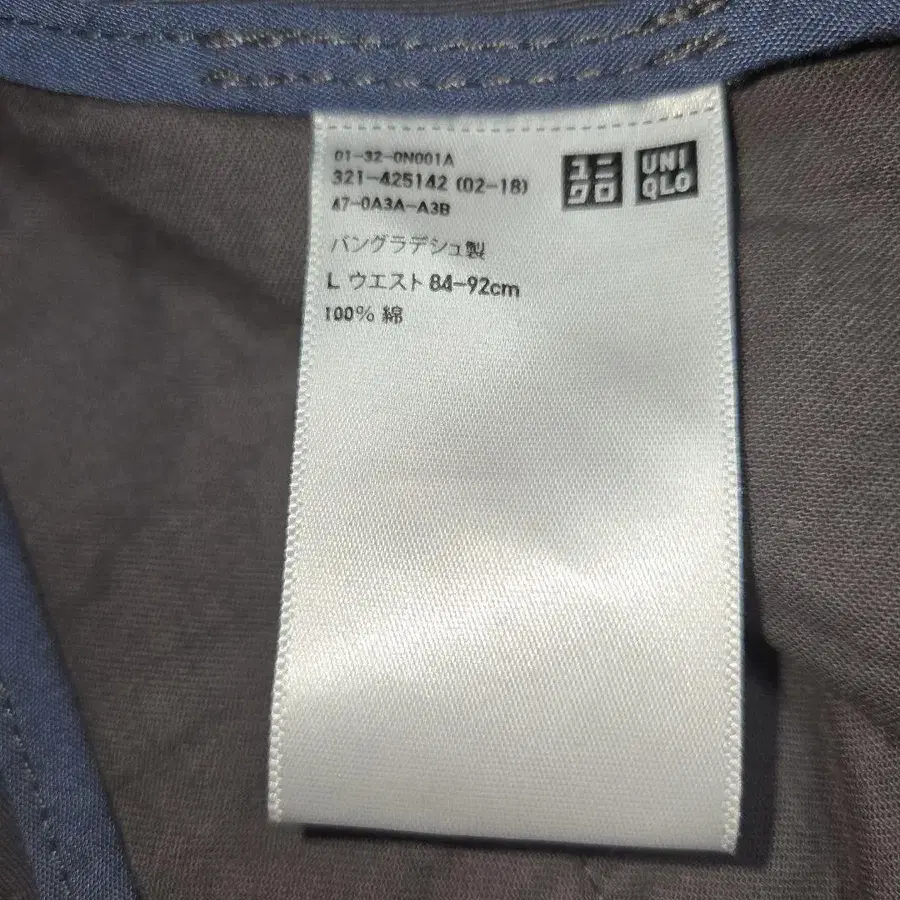 01-32-0N001A
321-425142 (02-18)
47-0A3A-A3B
ユニクロ
UNIQLO
バングラデシュ製
L ウエスト 84-92cm
100% 綿